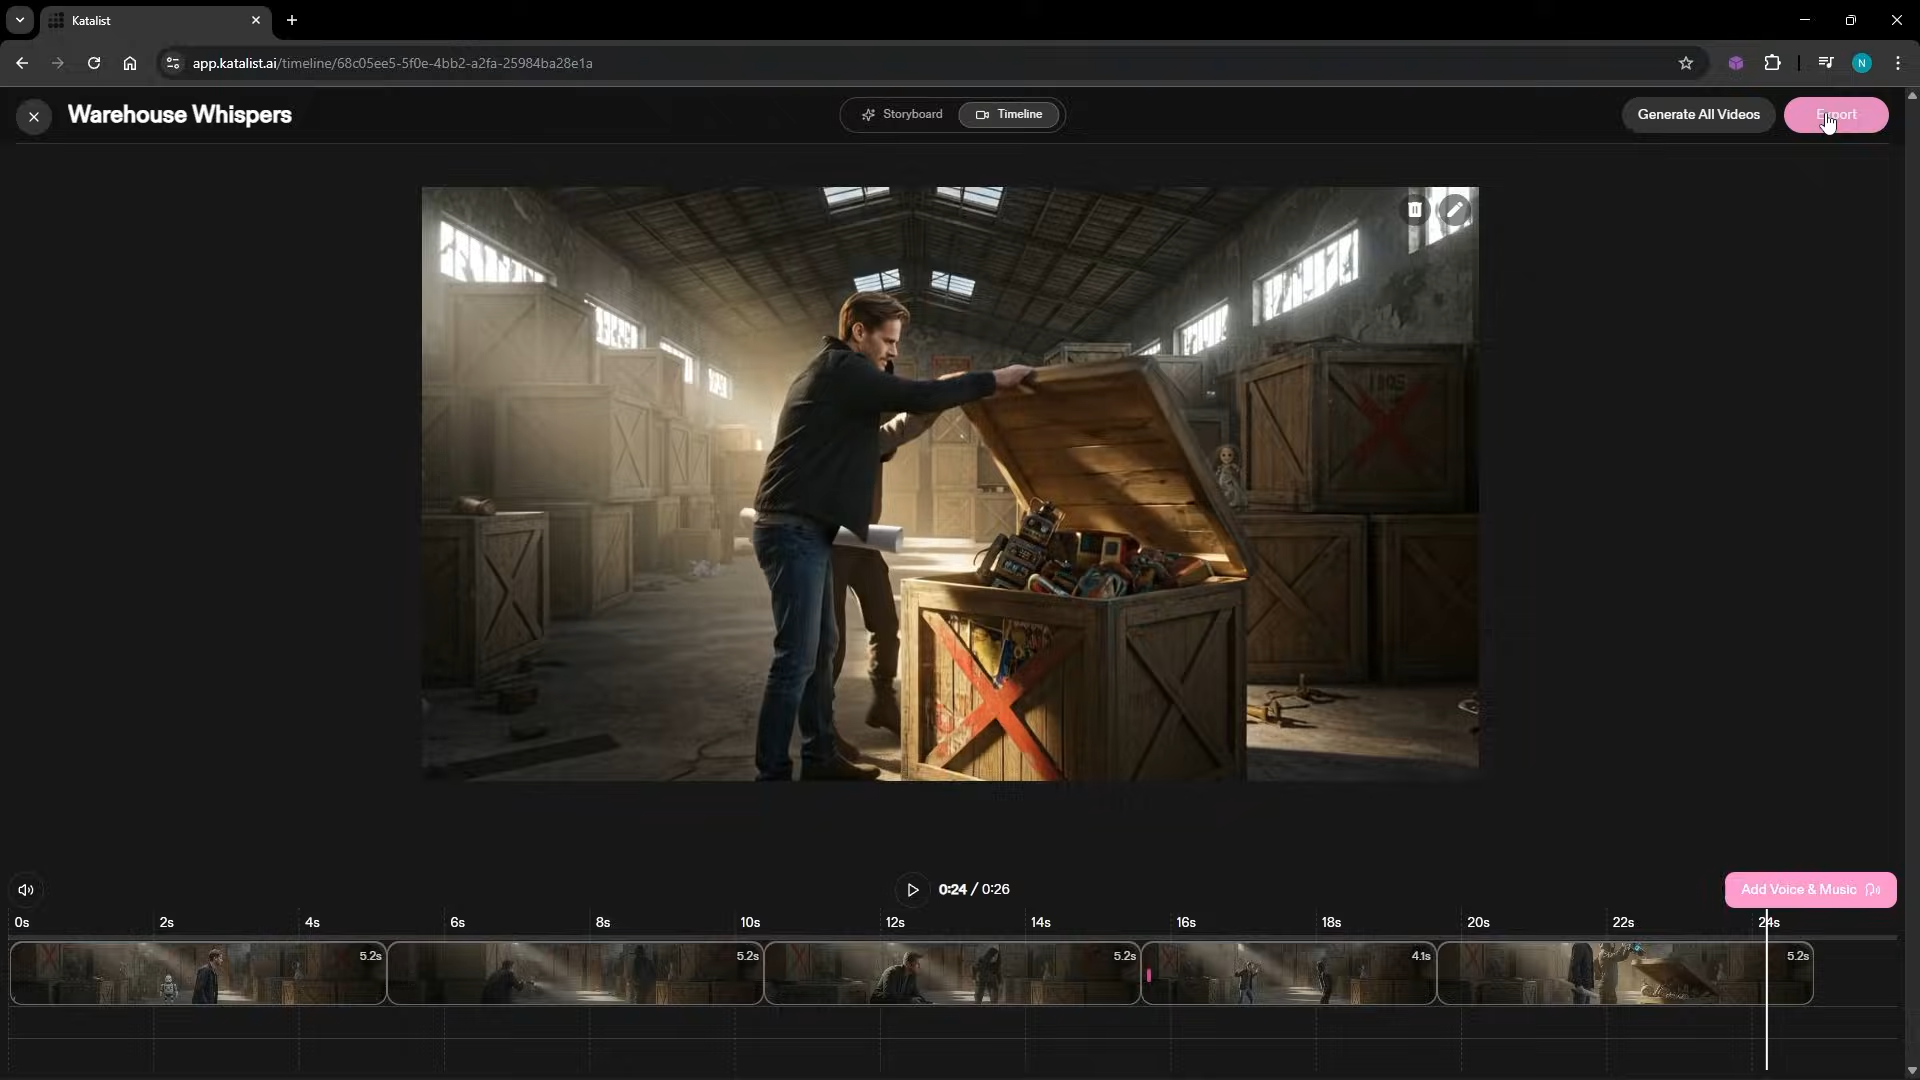 Katalist
app.katalist.ai/timeline/68c05ee5-5f0e-4bb2-a2fa-25984ba28e1a
N
Warehouse Whispers
Storyboard
Timeline
Generate All Videos
Export
0:24 / 0:26
Add Voice & Music
0s 2s 4s 6s 8s 10s 12s 14s 16s 18s 20s 22s 24s
5.2s 5.2s 5.2s 4.1s 5.2s